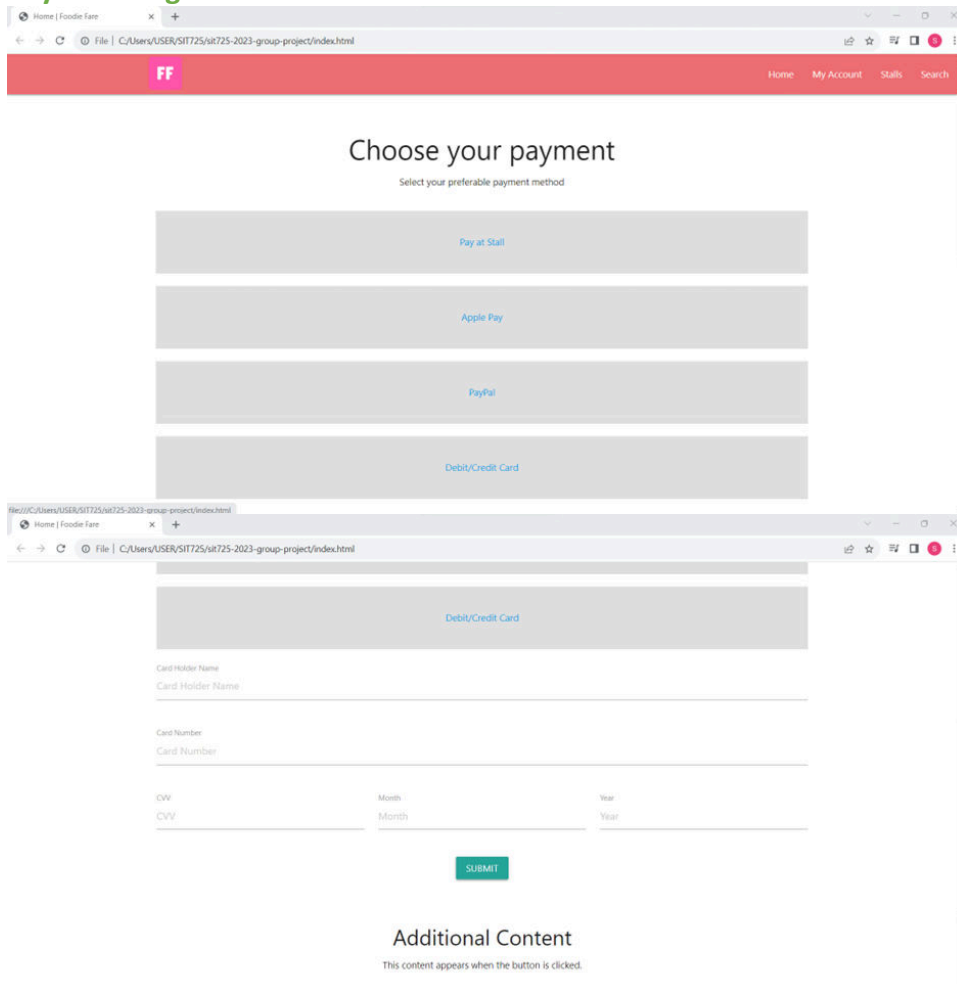 Home | Foodie Fare
File | C:/Users/USER/SIT725/sit725-2023-group-project/index.html
S
FF
Home My Account Stalls Search
Choose your payment
Select your preferable payment method
Pay at Stall
Apple Pay
PayPal
Debit/Credit Card
file:///C:/Users/USER/SIT725/sit725-2023-group-project/index.html
Home | Foodie Fare
File | C:/Users/USER/SIT725/sit725-2023-group-project/index.html
S
Debit/Credit Card
Card Holder Name
Card Holder Name
Card Number
Card Number
CVV Month Year
CVV Month Year
SUBMIT
Additional Content
This content appears when the button is clicked.